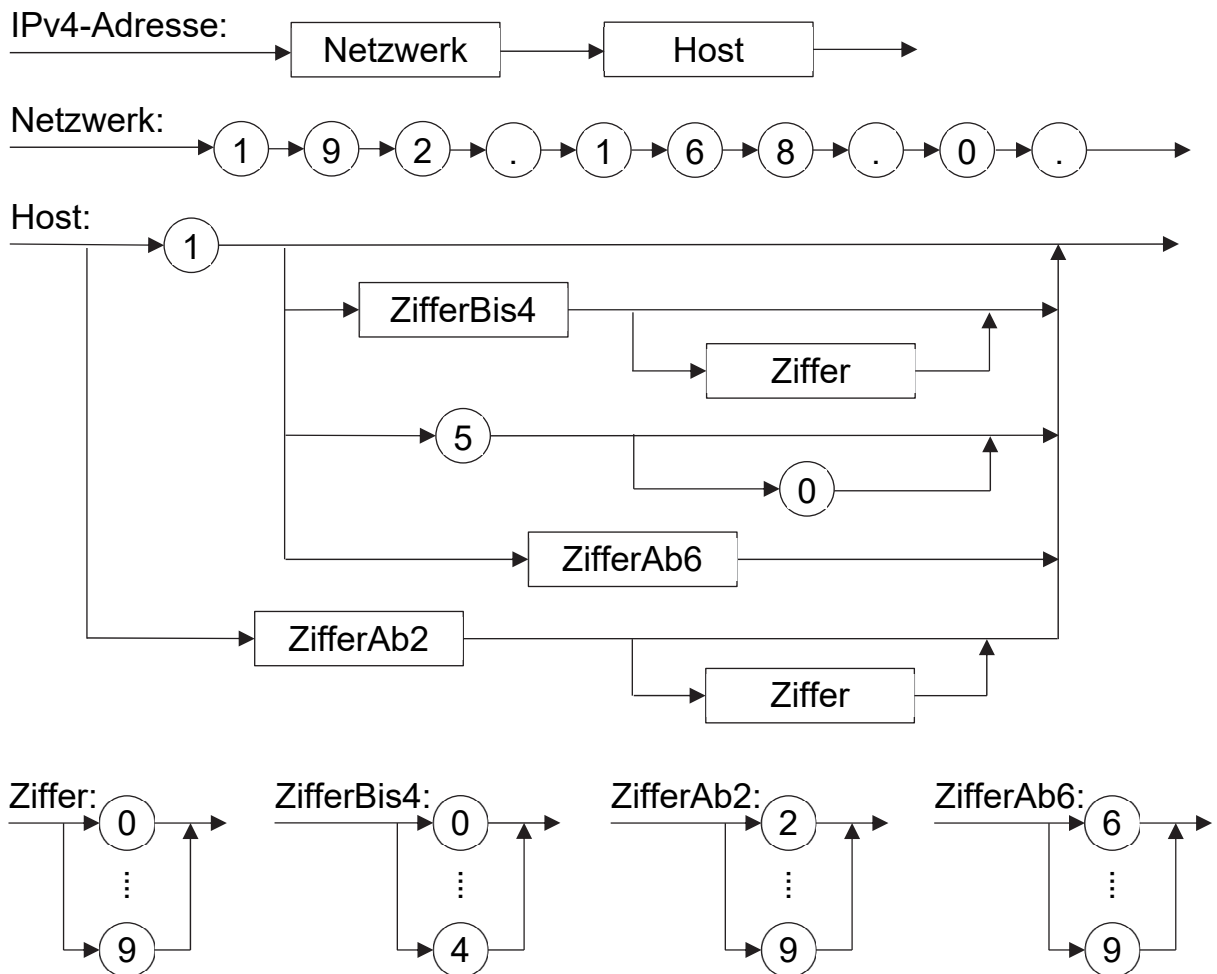 IPv4-Adresse:
Netzwerk Host
Netzwerk:
1 9 2 . 1 6 8 . 0 .
Host:
1
ZifferBis4
Ziffer
5
0
ZifferAb6
ZifferAb2
Ziffer
Ziffer: ZifferBis4: ZifferAb2: ZifferAb6:
0 0 2 6
... ... ... ...
9 4 9 9